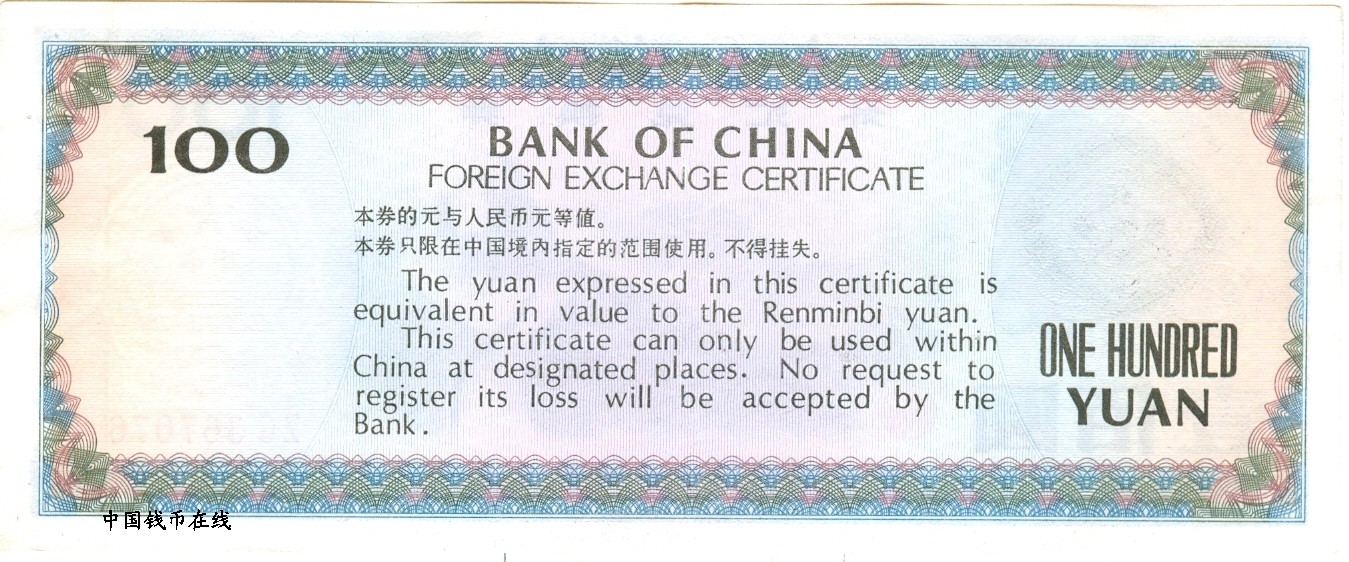 100
BANK OF CHINA
FOREIGN EXCHANGE CERTIFICATE
本券的元与人民币元等值。
本券只限在中国境内指定的范围使用。不得挂失。
The yuan expressed in this certificate is
equivalent in value to the Renminbi yuan.
This certificate can only be used within
China at designated places. No request to
register its loss will be accepted by the
Bank.
ONE HUNDRED
YUAN
中国钱币在线